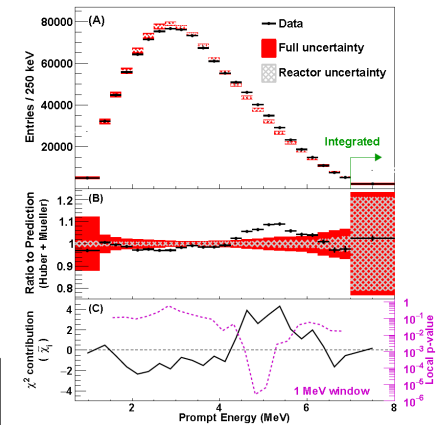 (A)
Data
Full uncertainty
Reactor uncertainty
Integrated
Entries / 250 keV
80000
60000
40000
20000
(B)
Ratio to Prediction
(Huber + Mueller)
1.2
1.1
1
0.9
0.8
(C)
χ² contribution
( χ̃ᵢ )
4
2
0
−2
−4
1 MeV window
Local p-value
1
10⁻¹
10⁻²
10⁻³
10⁻⁴
10⁻⁵
10⁻⁶
2
4
6
8
Prompt Energy (MeV)